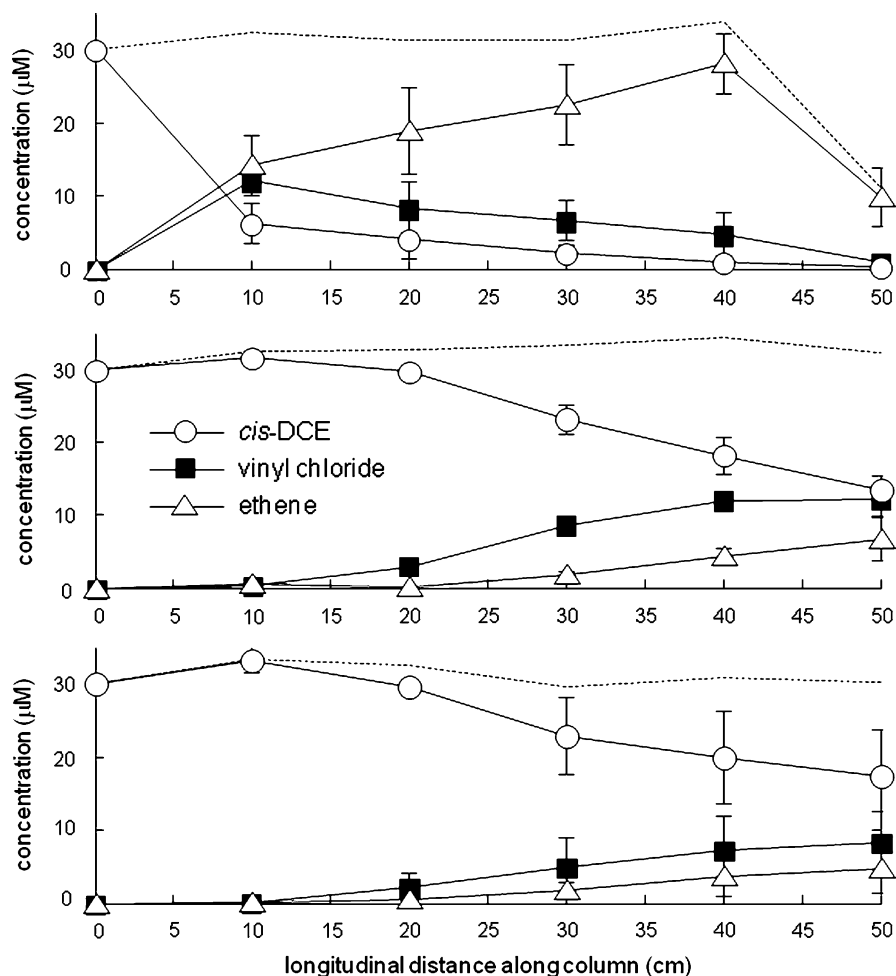 concentration (μM)
30
20
10
0
0 5 10 15 20 25 30 35 40 45 50
concentration (μM)
30
20
10
0
cis-DCE
vinyl chloride
ethene
0 5 10 15 20 25 30 35 40 45 50
concentration (μM)
30
20
10
0
0 5 10 15 20 25 30 35 40 45 50
longitudinal distance along column (cm)